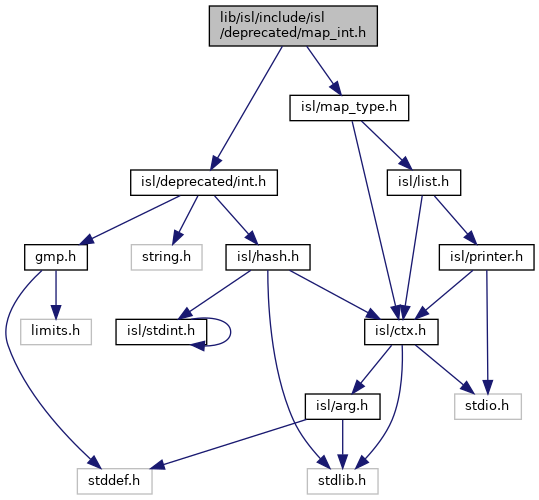 lib/isl/include/isl
/deprecated/map_int.h
isl/map_type.h
isl/deprecated/int.h
isl/list.h
gmp.h
string.h
isl/hash.h
isl/printer.h
limits.h
isl/stdint.h
isl/ctx.h
isl/arg.h
stdio.h
stddef.h
stdlib.h